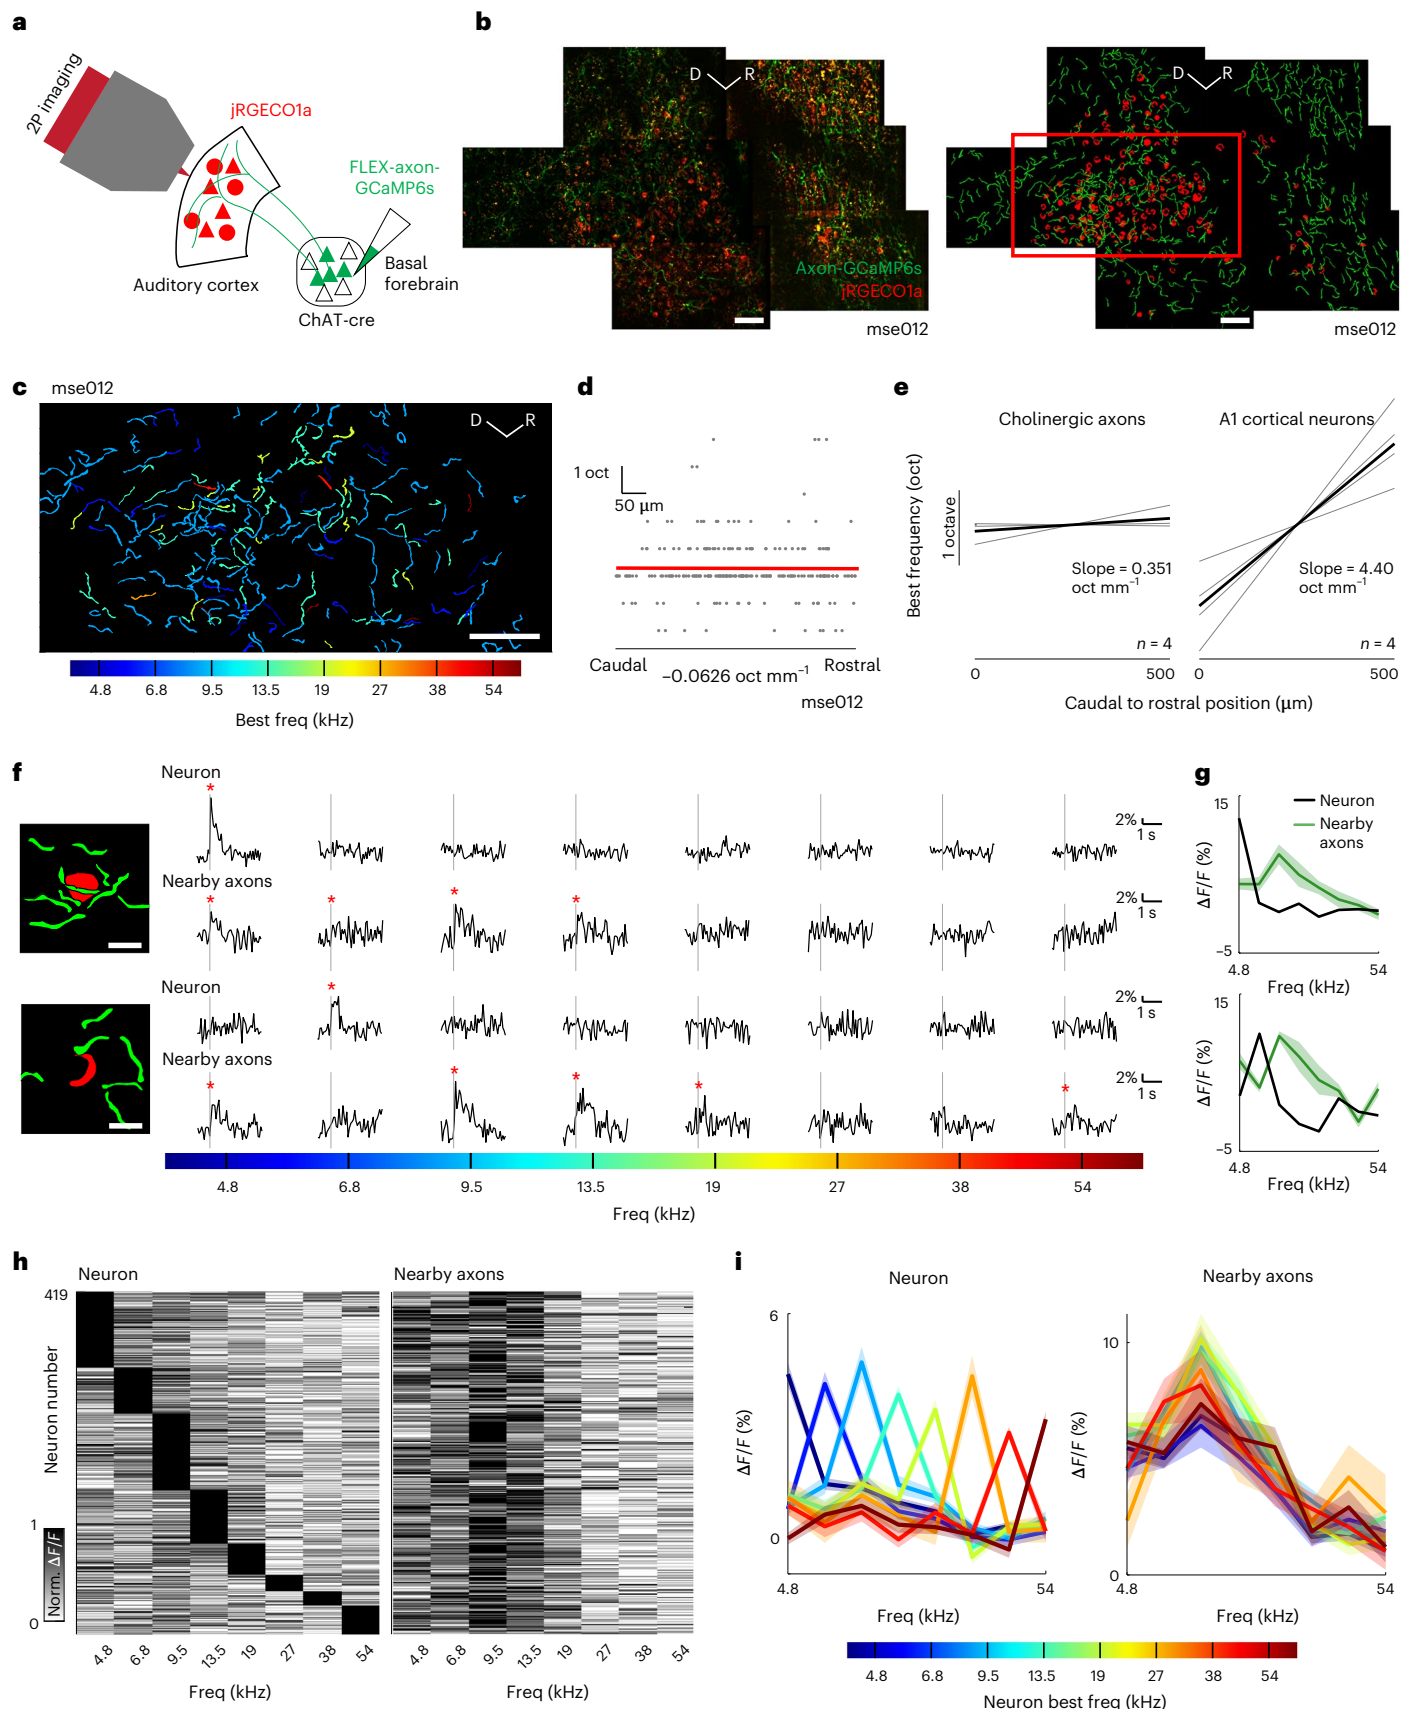 a
2P imaging
jRGECO1a
FLEX-axon-
GCaMP6s
Auditory cortex
Basal
forebrain
ChAT-cre
b
D R
Axon-GCaMP6s
jRGECO1a
mse012
D R
mse012
c
mse012
D R
4.8 6.8 9.5 13.5 19 27 38 54
Best freq (kHz)
d
1 oct
50 µm
Caudal Rostral
−0.0626 oct mm−1
mse012
e
Best frequency (oct)
1 octave
Cholinergic axons
Slope = 0.351
oct mm−1
n = 4
0 500
A1 cortical neurons
Slope = 4.40
oct mm−1
n = 4
0 500
Caudal to rostral position (µm)
f
Neuron
*
2%
1 s
Nearby axons
* * * *
2%
1 s
Neuron
*
2%
1 s
Nearby axons
* * * * *
2%
1 s
4.8 6.8 9.5 13.5 19 27 38 54
Freq (kHz)
g
Neuron
Nearby
axons
15
ΔF/F (%)
−5
4.8 54
Freq (kHz)
15
ΔF/F (%)
−5
4.8 54
Freq (kHz)
h
Neuron
Nearby axons
419
Neuron number
1
Norm. ΔF/F
0
4.8 6.8 9.5 13.5 19 27 38 54
Freq (kHz)
4.8 6.8 9.5 13.5 19 27 38 54
Freq (kHz)
i
Neuron
6
ΔF/F (%)
0
4.8 54
Freq (kHz)
Nearby axons
10
ΔF/F (%)
0
4.8 54
Freq (kHz)
4.8 6.8 9.5 13.5 19 27 38 54
Neuron best freq (kHz)